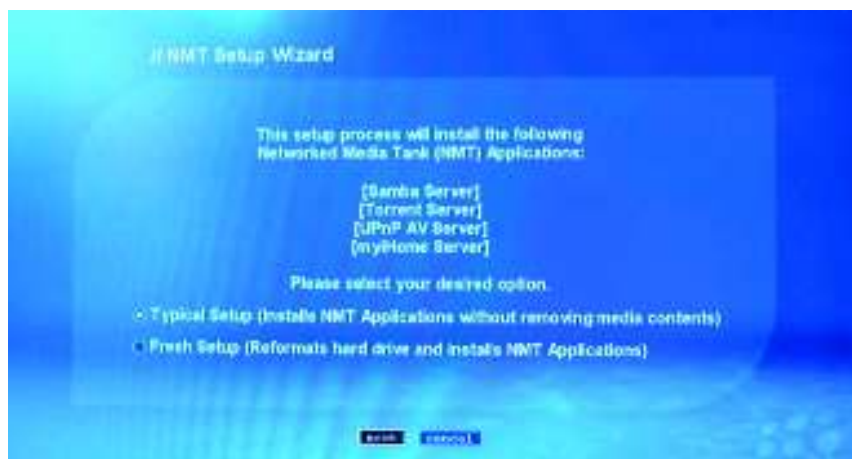 NMT Setup Wizard
This setup process will install the following
Networked Media Tank (NMT) Applications:
[Samba Server]
[Torrent Server]
[UPnP AV Server]
[myiHome Server]
Please select your desired option.
Typical Setup (Installs NMT Applications without removing media contents)
Fresh Setup (Reformats hard drive and installs NMT Applications)
cancel